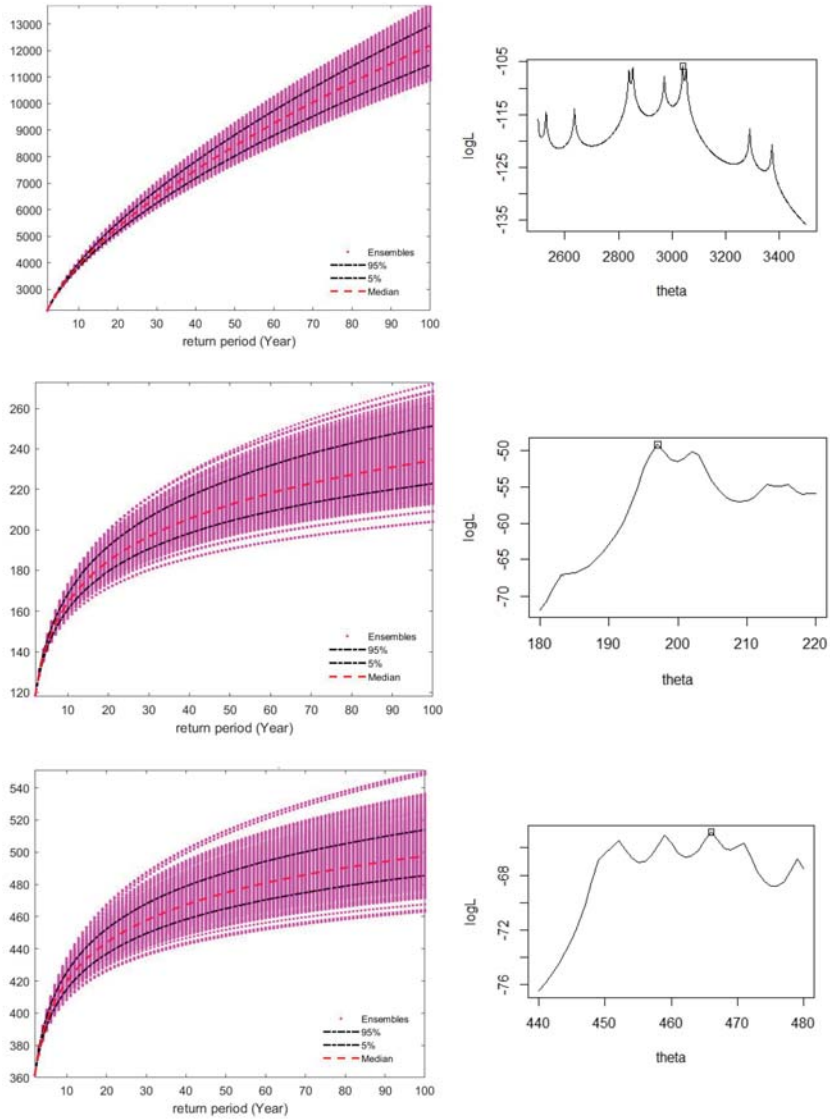 13000
12000
11000
10000
9000
8000
7000
6000
5000
4000
3000
Ensembles
95%
5%
Median
10 20 30 40 50 60 70 80 90 100
return period (Year)
logL
-105
-115
-125
-135
2600 2800 3000 3200 3400
theta
260
240
220
200
180
160
140
120
Ensembles
95%
5%
Median
10 20 30 40 50 60 70 80 90 100
return period (Year)
logL
-50
-55
-60
-65
-70
180 190 200 210 220
theta
540
520
500
480
460
440
420
400
380
360
Ensembles
95%
5%
Median
10 20 30 40 50 60 70 80 90 100
return period (Year)
logL
-68
-72
-76
440 450 460 470 480
theta